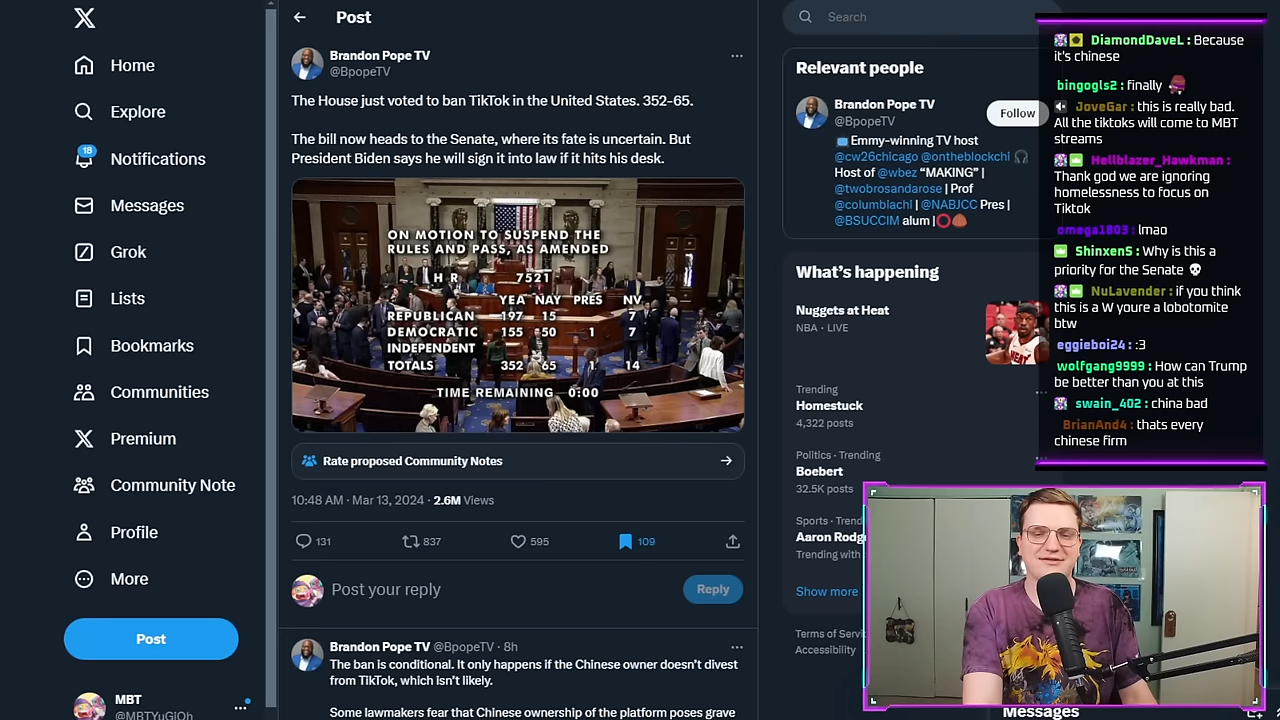 Home
Explore
18
Notifications
Messages
Grok
Lists
Bookmarks
Communities
Premium
Community Note
Profile
More
Post
MBT
@MBTYuGiOh
Post
Brandon Pope TV
@BpopeTV
The House just voted to ban TikTok in the United States. 352-65.
The bill now heads to the Senate, where its fate is uncertain. But
President Biden says he will sign it into law if it hits his desk.
ON MOTION TO SUSPEND THE
RULES AND PASS, AS AMENDED
H R 7521
YEA NAY PRES NV
REPUBLICAN 197 15 7
DEMOCRATIC 155 50 1 7
INDEPENDENT
TOTALS 352 65 1 14
TIME REMAINING 0:00
Rate proposed Community Notes
10:48 AM · Mar 13, 2024 · 2.6M Views
131 837 595 109
Post your reply
Reply
Brandon Pope TV @BpopeTV · 8h
The ban is conditional. It only happens if the Chinese owner doesn't divest
from TikTok, which isn't likely.
Some lawmakers fear that Chinese ownership of the platform poses grave
Search
Relevant people
Brandon Pope TV
@BpopeTV
Follow
Emmy-winning TV host
@cw26chicago @ontheblockchi
Host of @wbez “MAKING” |
@twobrosandarose | Prof
@columbiachi | @NABJCC Pres |
@BSUCCIM alum |
What's happening
Nuggets at Heat
NBA · LIVE
HEAT
Trending
Homestuck
4,322 posts
Politics · Trending
Boebert
32.5K posts
Sports · Trend
Aaron Rodg
Trending with
Show more
Terms of Servi
Accessibility
Messages
DiamondDaveL : Because
it's chinese
bingogls2 : finally
JoveGar : this is really bad.
All the tiktoks will come to MBT
streams
Hellblazer_Hawkman :
Thank god we are ignoring
homelessness to focus on
Tiktok
omega1803 : lmao
ShinxenS : Why is this a
priority for the Senate
NuLavender : if you think
this is a W youre a lobotomite
btw
eggieboi24 : :3
wolfgang9999 : How can Trump
be better than you at this
swain_402 : china bad
BrianAnd4 : thats every
chinese firm